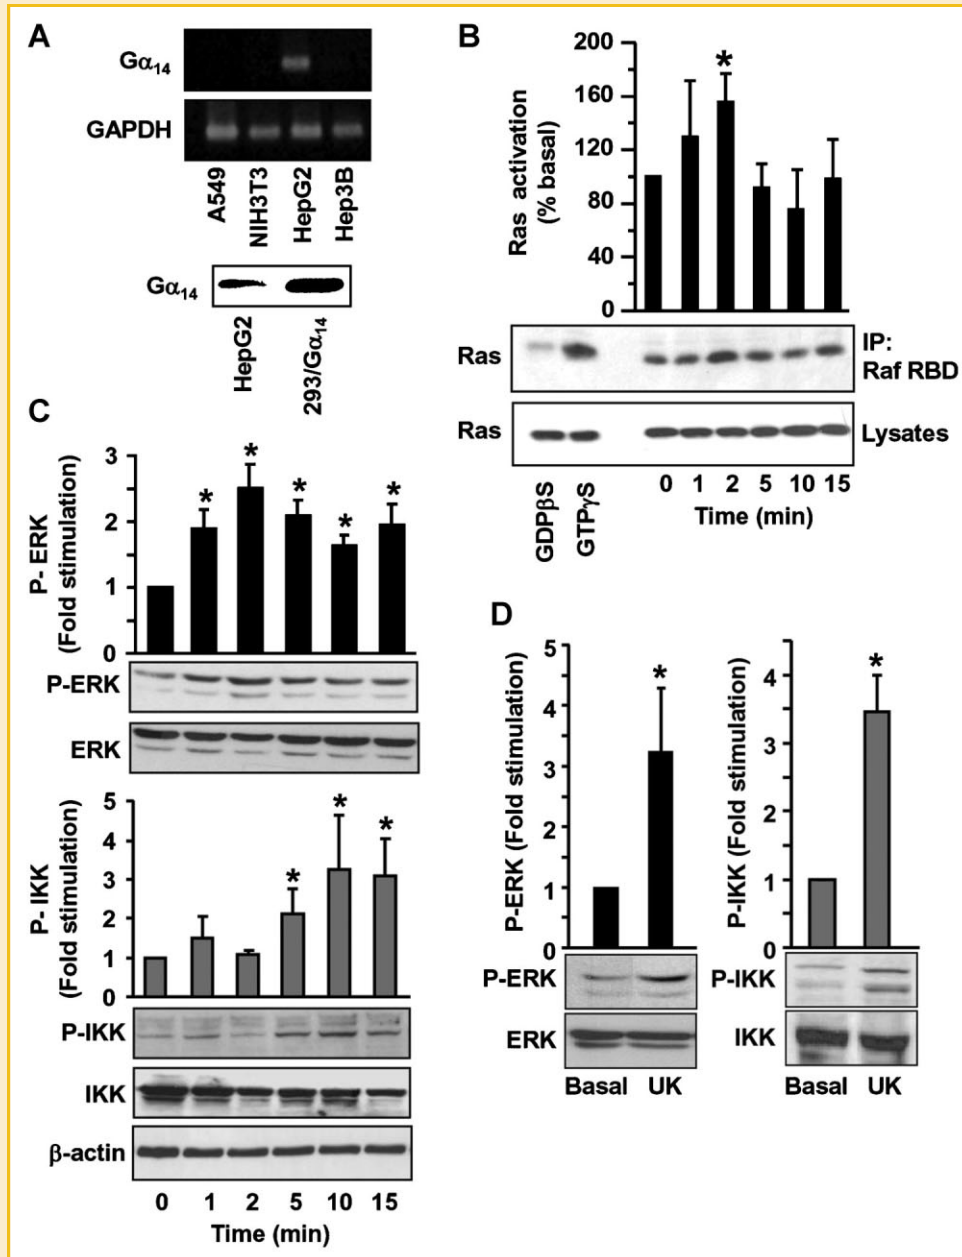 A
Gα14
GAPDH
A549
NIH3T3
HepG2
Hep3B
Gα14
HepG2
293/Gα14
B
200
160
120
80
40
0
Ras activation
(% basal)
*
Ras
IP:
Raf RBD
Ras
Lysates
GDPβS
GTPγS
0 1 2 5 10 15
Time (min)
C
3
2
1
0
P- ERK
(Fold stimulation)
* * * * *
P-ERK
ERK
5
4
3
2
1
0
P- IKK
(Fold stimulation)
* * *
P-IKK
IKK
β-actin
0 1 2 5 10 15
Time (min)
D
5
4
3
2
1
0
P-ERK (Fold stimulation)
*
P-ERK
ERK
Basal UK
4
3
2
1
0
P-IKK (Fold stimulation)
*
P-IKK
IKK
Basal UK